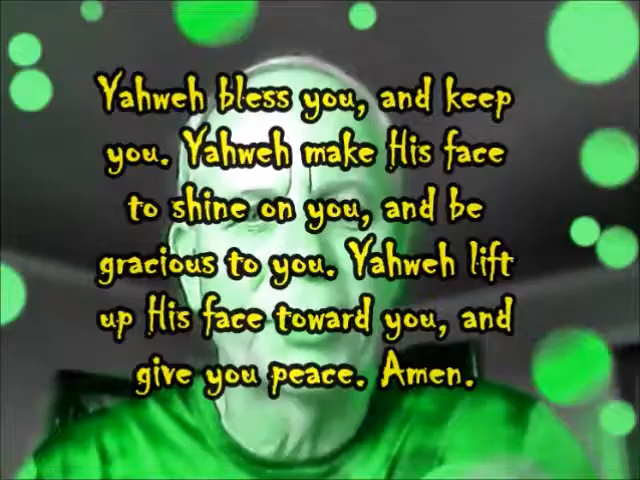 Yahweh bless you, and keep
you. Yahweh make His face
to shine on you, and be
gracious to you. Yahweh lift
up His face toward you, and
give you peace. Amen.